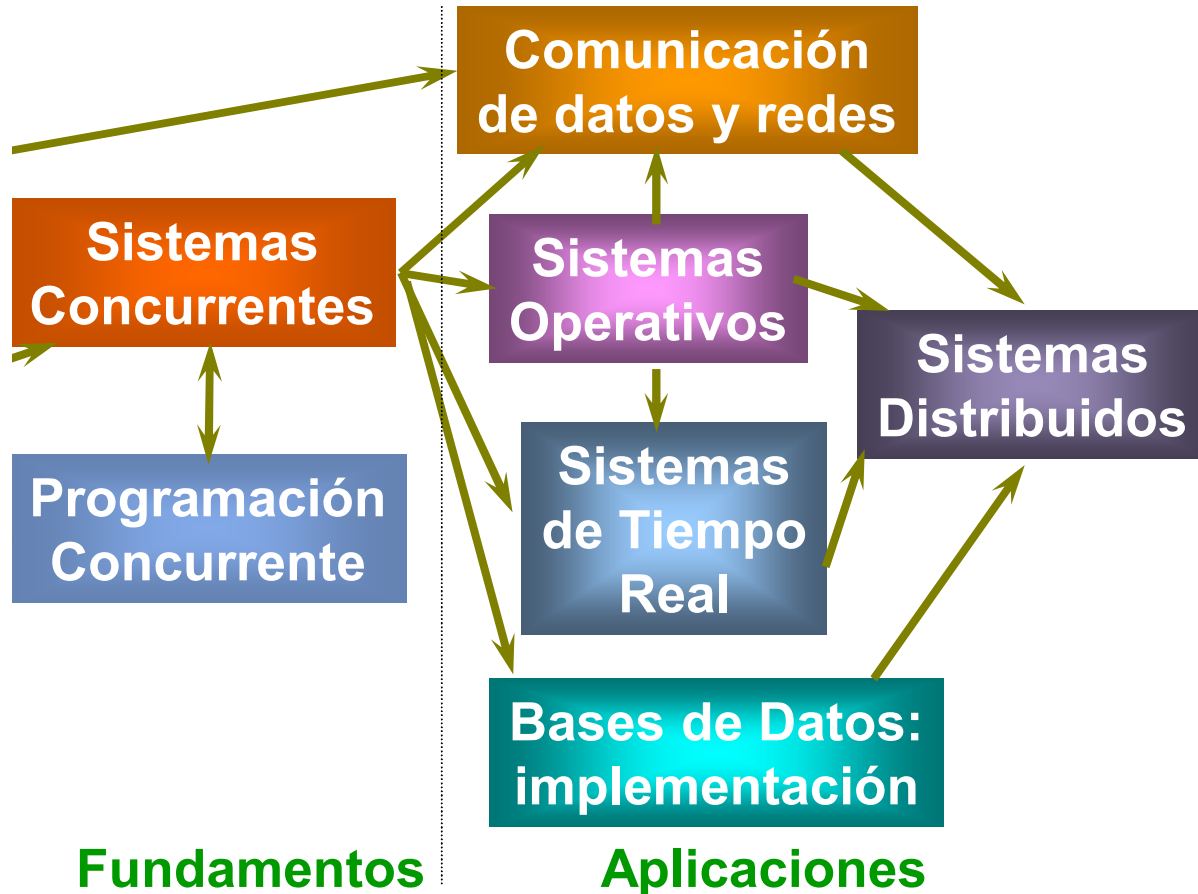 Comunicación
de datos y redes
Sistemas
Concurrentes
Sistemas
Operativos
Sistemas
Distribuidos
Programación
Concurrente
Sistemas
de Tiempo
Real
Bases de Datos:
implementación
Fundamentos
Aplicaciones